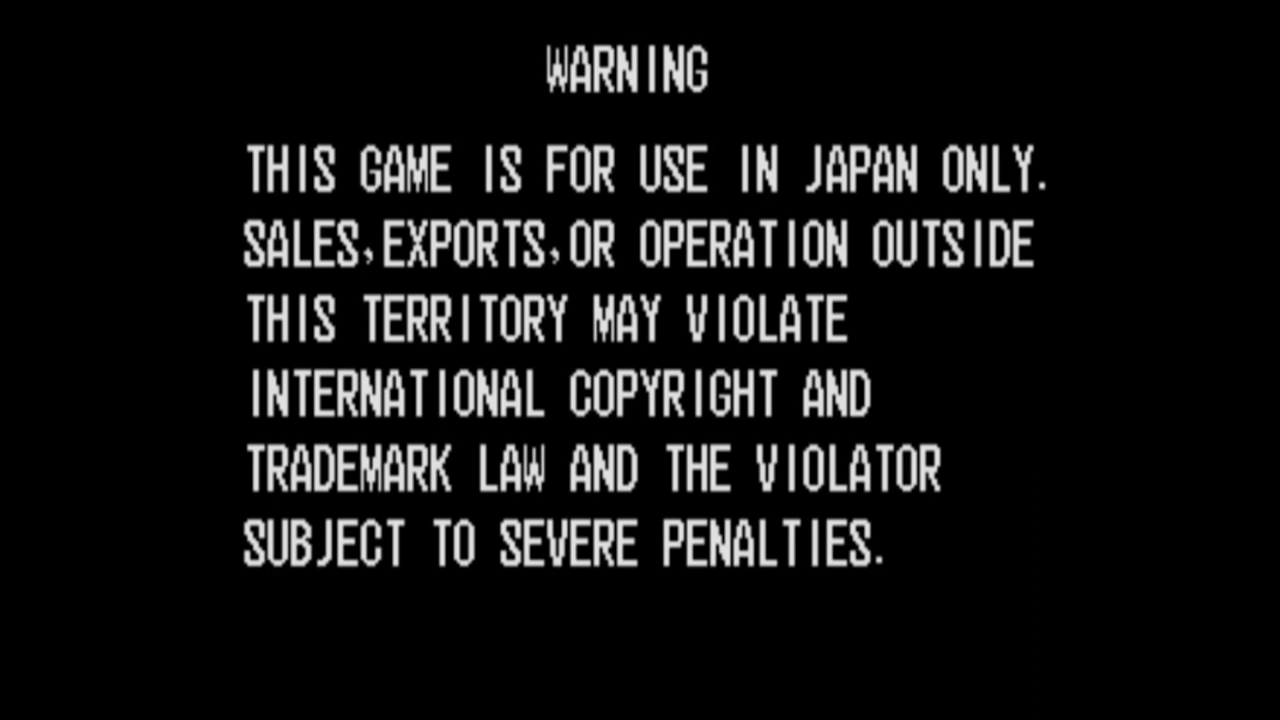 WARNING
THIS GAME IS FOR USE IN JAPAN ONLY.
SALES,EXPORTS,OR OPERATION OUTSIDE
THIS TERRITORY MAY VIOLATE
INTERNATIONAL COPYRIGHT AND
TRADEMARK LAW AND THE VIOLATOR
SUBJECT TO SEVERE PENALTIES.